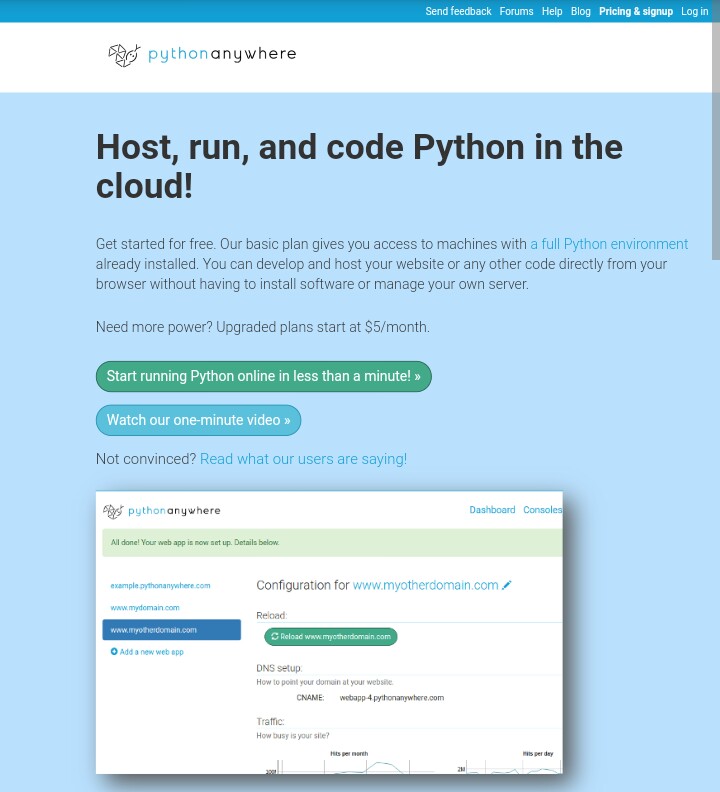 Send feedback Forums Help Blog Pricing & signup Log in
pythonanywhere
Host, run, and code Python in the
cloud!
Get started for free. Our basic plan gives you access to machines with a full Python environment
already installed. You can develop and host your website or any other code directly from your
browser without having to install software or manage your own server.
Need more power? Upgraded plans start at $5/month.
Start running Python online in less than a minute! »
Watch our one-minute video »
Not convinced? Read what our users are saying!
pythonanywhere Dashboard Consoles
All done! Your web app is now set up. Details below.
example.pythonanywhere.com
www.mydomain.com
www.myotherdomain.com
Add a new web app
Configuration for www.myotherdomain.com
Reload:
Reload www.myotherdomain.com
DNS setup:
How to point your domain at your website.
CNAME: webapp-4.pythonanywhere.com
Traffic:
How busy is your site?
Hits per month Hits per day
2M